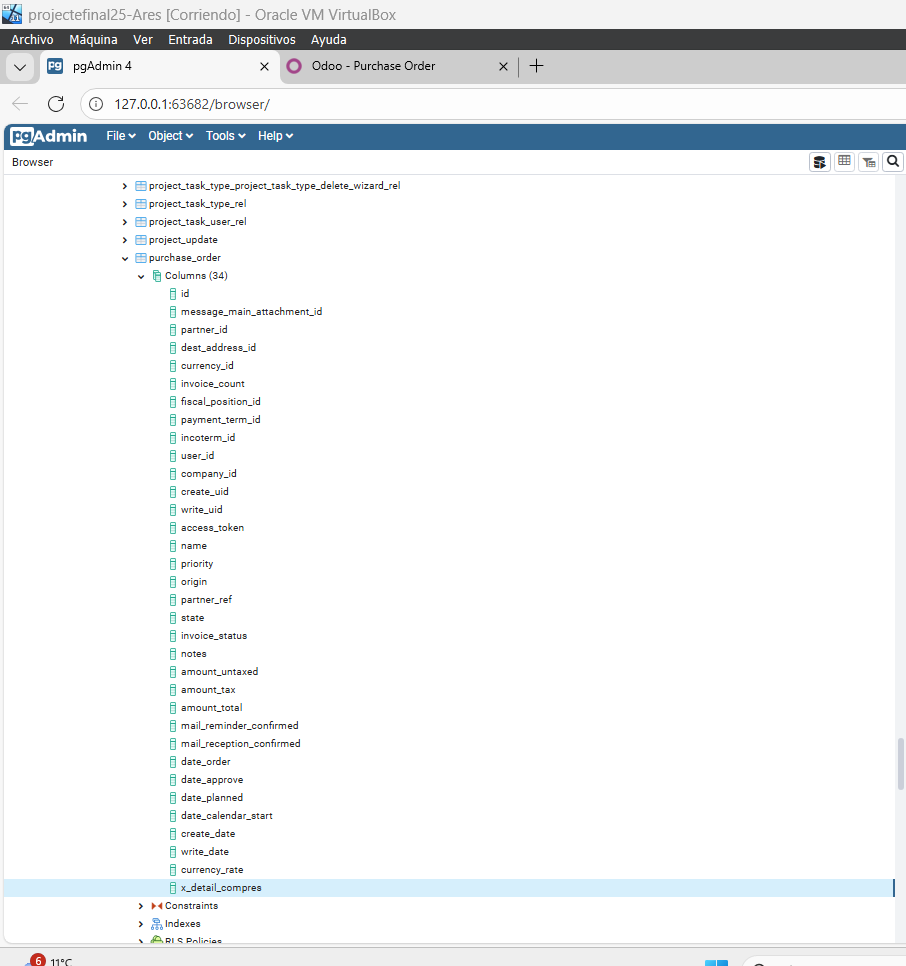 projectefinal25-Ares [Corriendo] - Oracle VM VirtualBox
Archivo Máquina Ver Entrada Dispositivos Ayuda
pgAdmin 4 Odoo - Purchase Order
127.0.0.1:63682/browser/
pgAdmin File Object Tools Help
Browser
project_task_type_project_task_type_delete_wizard_rel
project_task_type_rel
project_task_user_rel
project_update
purchase_order
Columns (34)
id
message_main_attachment_id
partner_id
dest_address_id
currency_id
invoice_count
fiscal_position_id
payment_term_id
incoterm_id
user_id
company_id
create_uid
write_uid
access_token
name
priority
origin
partner_ref
state
invoice_status
notes
amount_untaxed
amount_tax
amount_total
mail_reminder_confirmed
mail_reception_confirmed
date_order
date_approve
date_planned
date_calendar_start
create_date
write_date
currency_rate
x_detail_compres
Constraints
Indexes
RLS Policies
6 11°C